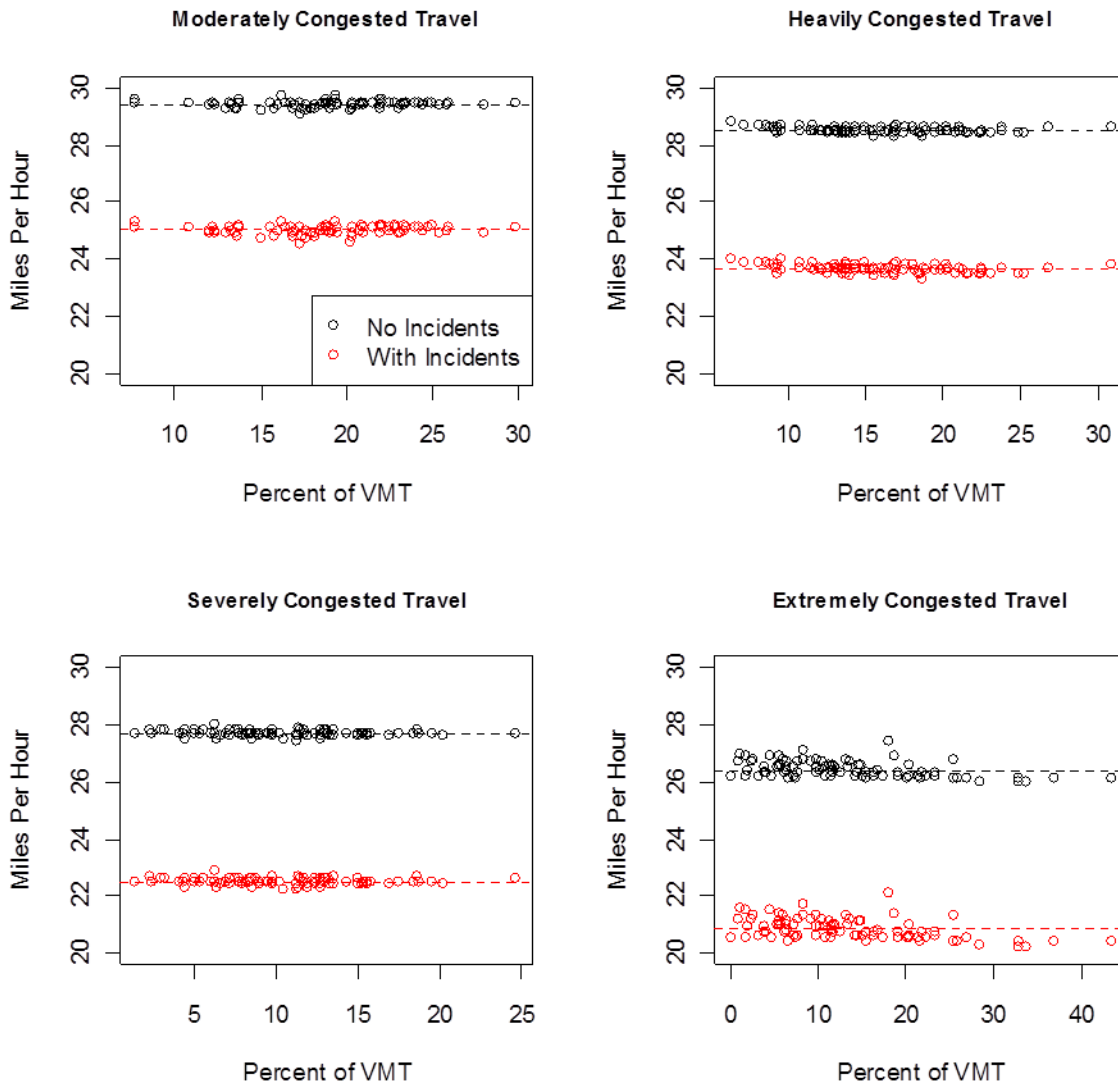 Moderately Congested Travel
Miles Per Hour
30
28
26
24
22
20
No Incidents
With Incidents
10 15 20 25 30
Percent of VMT
Heavily Congested Travel
Miles Per Hour
30
28
26
24
22
20
10 15 20 25 30
Percent of VMT
Severely Congested Travel
Miles Per Hour
30
28
26
24
22
20
5 10 15 20 25
Percent of VMT
Extremely Congested Travel
Miles Per Hour
30
28
26
24
22
20
0 10 20 30 40
Percent of VMT